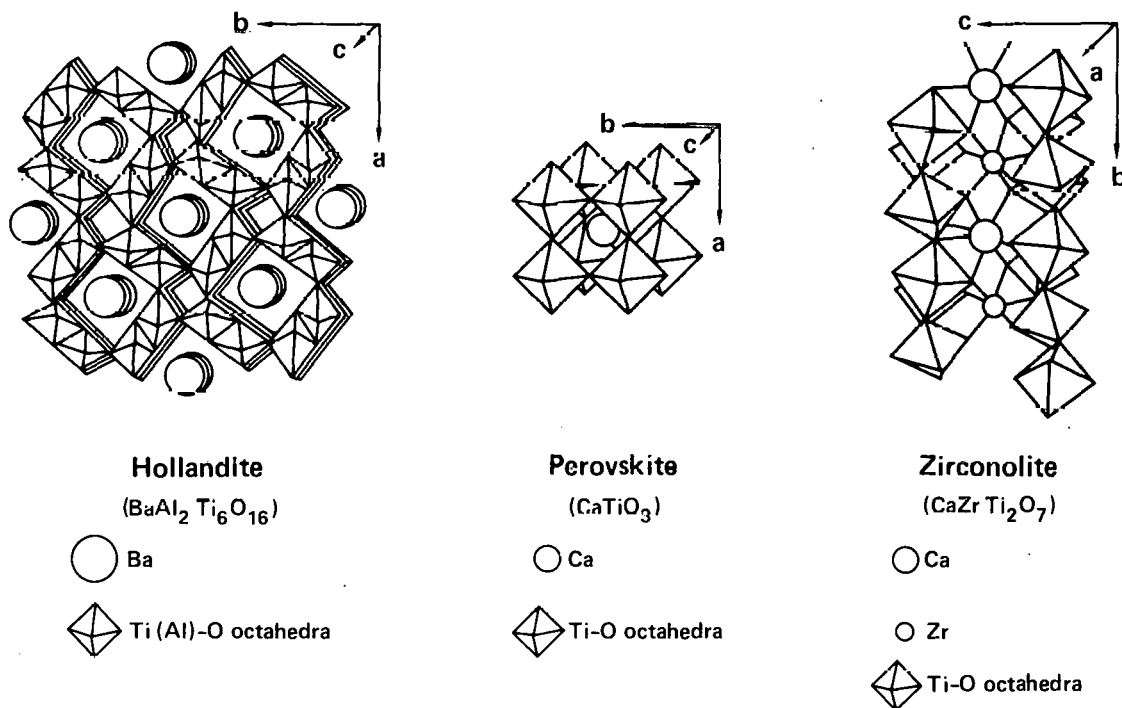 b
c
a
Hollandite
(BaAl2 Ti6O16)
Ba
Ti (Al)-O octahedra
b
c
a
Perovskite
(CaTiO3)
Ca
Ti-O octahedra
c
a
b
Zirconolite
(CaZr Ti2O7)
Ca
Zr
Ti-O octahedra